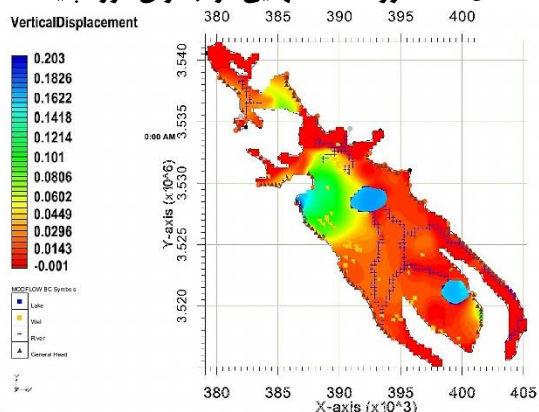 VerticalDisplacement
0.203
0.1826
0.1622
0.1418
0.1214
0.101
0.0806
0.0602
0.0449
0.0296
0.0143
-0.001
MODFLOW BC Symbols
Lake
Well
River
General Head
0:00 AM
380 385 390 395 400
3.540
3.535
3.530
3.525
3.520
Y-axis (x10^6)
380 385 390 395 400 405
X-axis (x10^3)